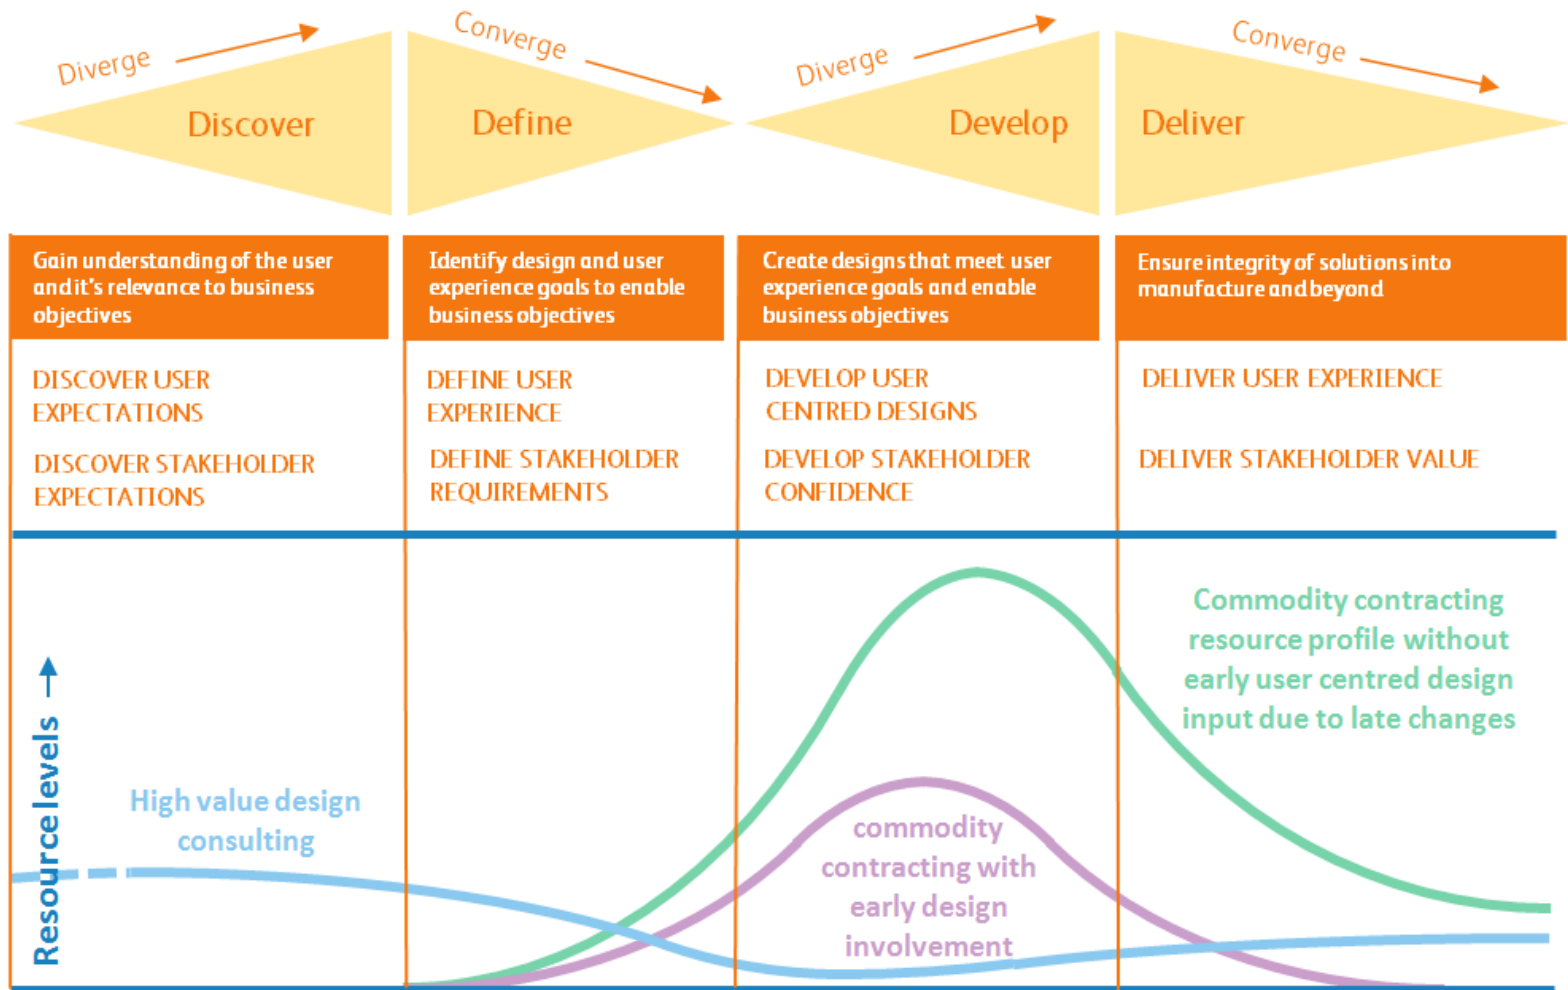 Diverge
Converge
Diverge
Converge
Discover
Define
Develop
Deliver
Gain understanding of the user
and it's relevance to business
objectives
Identify design and user
experience goals to enable
business objectives
Create designs that meet user
experience goals and enable
business objectives
Ensure integrity of solutions into
manufacture and beyond
DISCOVER USER
EXPECTATIONS
DISCOVER STAKEHOLDER
EXPECTATIONS
DEFINE USER
EXPERIENCE
DEFINE STAKEHOLDER
REQUIREMENTS
DEVELOP USER
CENTRED DESIGNS
DEVELOP STAKEHOLDER
CONFIDENCE
DELIVER USER EXPERIENCE
DELIVER STAKEHOLDER VALUE
Resource levels
High value design
consulting
commodity
contracting with
early design
involvement
Commodity contracting
resource profile without
early user centred design
input due to late changes